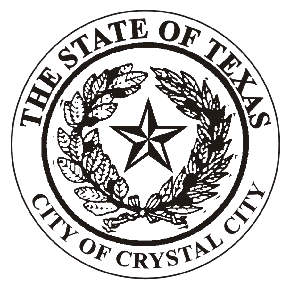 THE STATE OF TEXAS
CITY OF CRYSTAL CITY